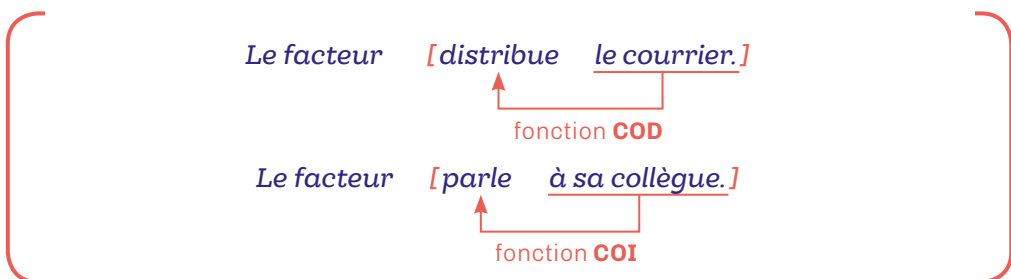 Le facteur [distribue le courrier.]
fonction COD
Le facteur [parle à sa collègue.]
fonction COI